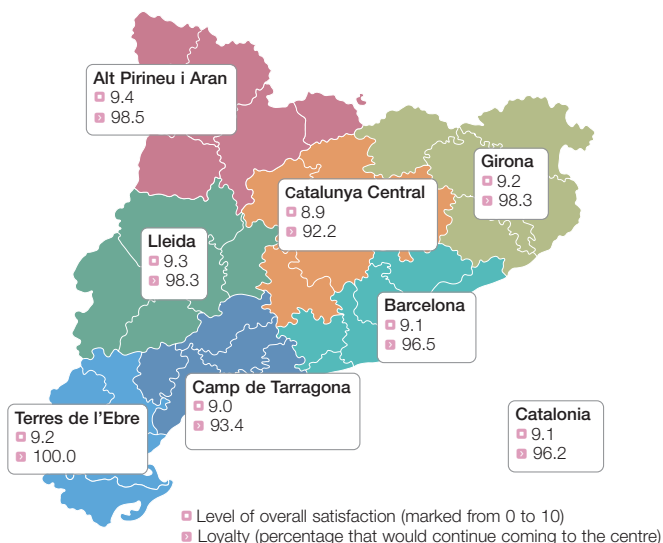 Alt Pirineu i Aran
9.4
98.5
Girona
9.2
98.3
Catalunya Central
8.9
92.2
Lleida
9.3
98.3
Barcelona
9.1
96.5
Camp de Tarragona
9.0
93.4
Terres de l'Ebre
9.2
100.0
Catalonia
9.1
96.2
Level of overall satisfaction (marked from 0 to 10)
Loyalty (percentage that would continue coming to the centre)